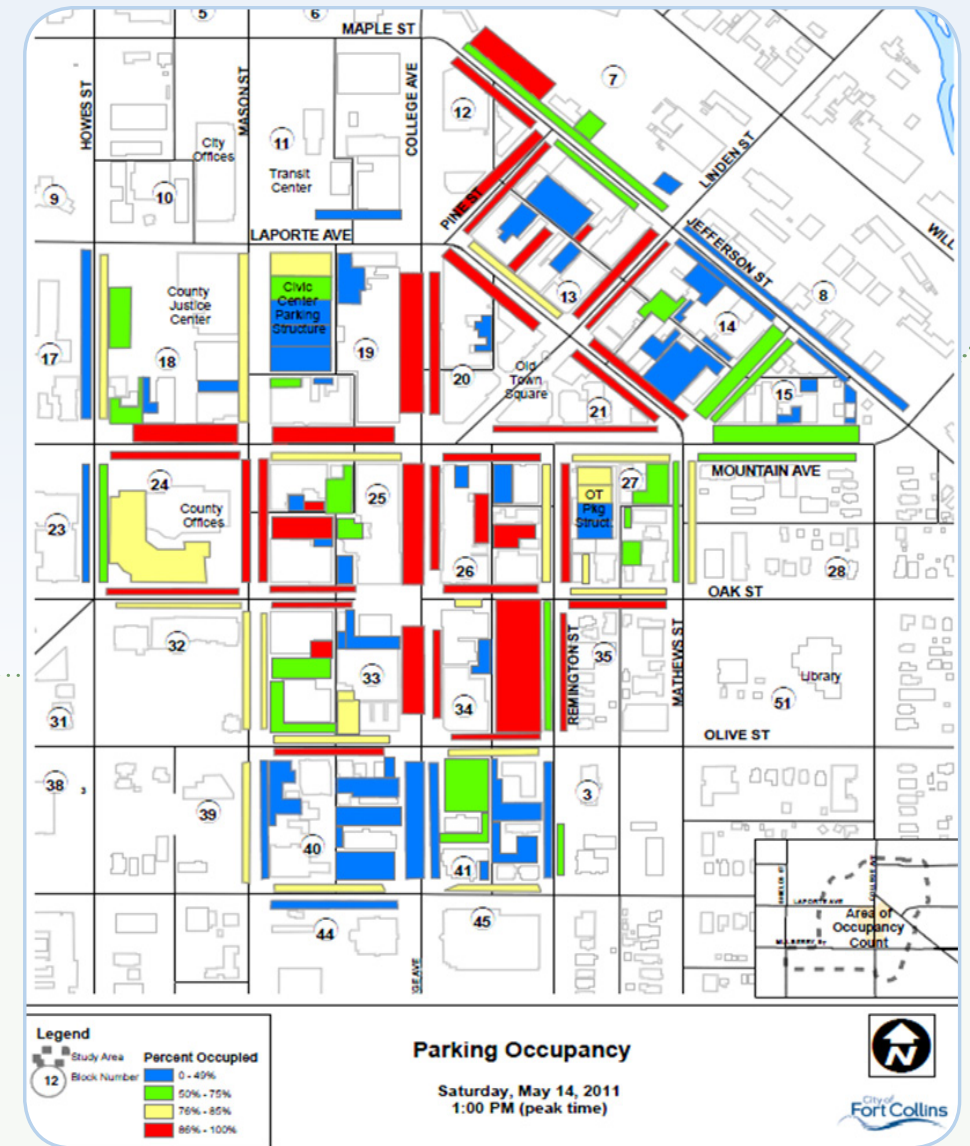 5
6
MAPLE ST
7
HOWES ST
MASON ST
COLLEGE AVE
12
City
Offices
11
Transit
Center
LINDEN ST
9
10
PINE ST
LAPORTE AVE
JEFFERSON ST
WILL
County
Justice
Center
Civic
Center
Parking
Structure
13
8
14
17
18
19
20
Old
Town
Square
21
15
MOUNTAIN AVE
24
25
27
OT
Pkg
Struct.
County
Offices
23
26
28
OAK ST
32
33
34
REMINGTON ST
35
MATHEWS ST
Library
51
31
OLIVE ST
38
3
39
40
41
3
44
45
GE AVE
LAPORTE AVE
COLLEGE AVE
Area of
Occupancy
Count
Legend
Study Area
12 Block Number
Percent Occupied
0 - 49%
50% - 75%
76% - 85%
86% - 100%
Parking Occupancy
Saturday, May 14, 2011
1:00 PM (peak time)
N
City of
Fort Collins